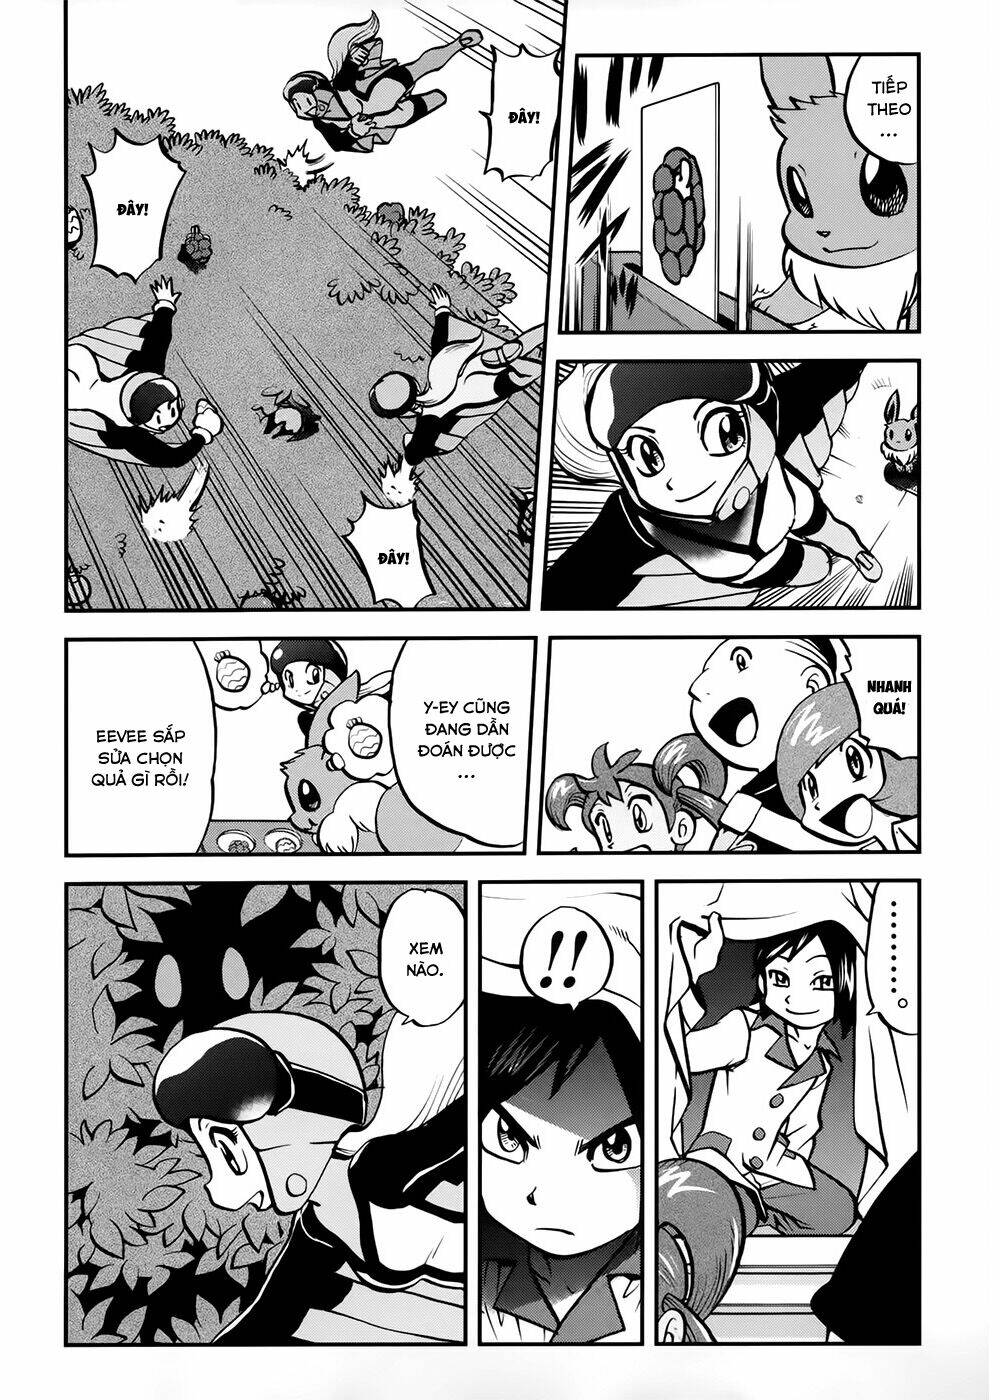 TIẾP
THEO
...
ĐÂY!
ĐÂY!
ĐÂY!
NHANH
QUÁ!
Y-EY CŨNG
ĐANG DẦN
ĐOÁN ĐƯỢC
...
EEVEE SẮP
SỬA CHỌN
QUẢ GÌ RỒI!
.......。
!!
XEM
NÀO.